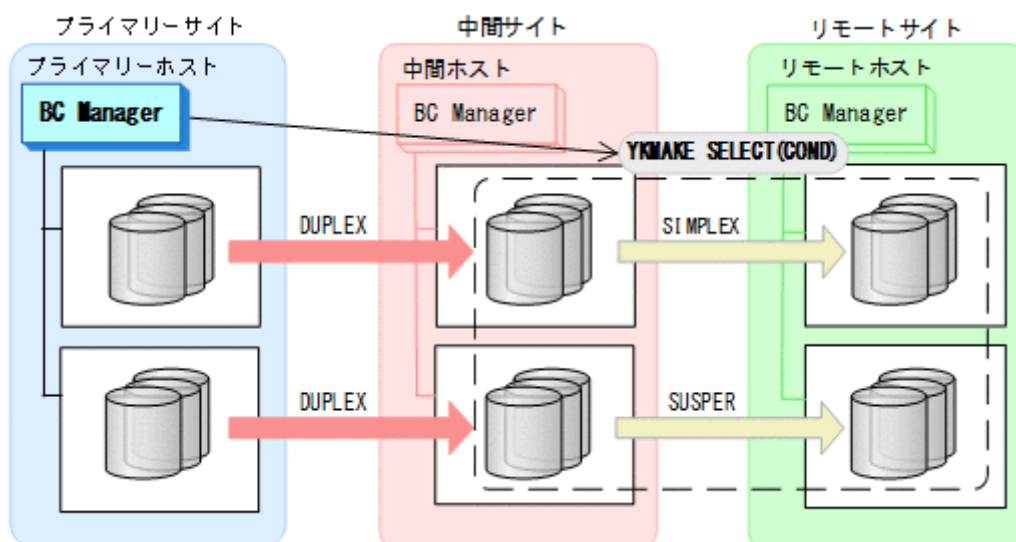 プライマリーサイト
中間サイト
リモートサイト
プライマリーホスト
中間ホスト
リモートホスト
BC Manager
BC Manager
BC Manager
YKMAKE SELECT(COND)
DUPLEX
SIMPLEX
DUPLEX
SUSPER